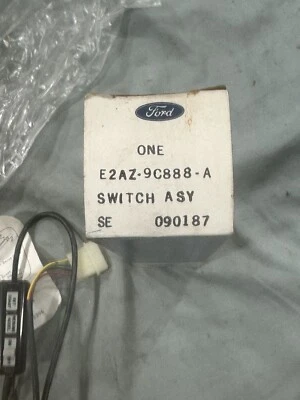 Ford
ONE
E2AZ-9C888-A
SWITCH ASY
SE 090187